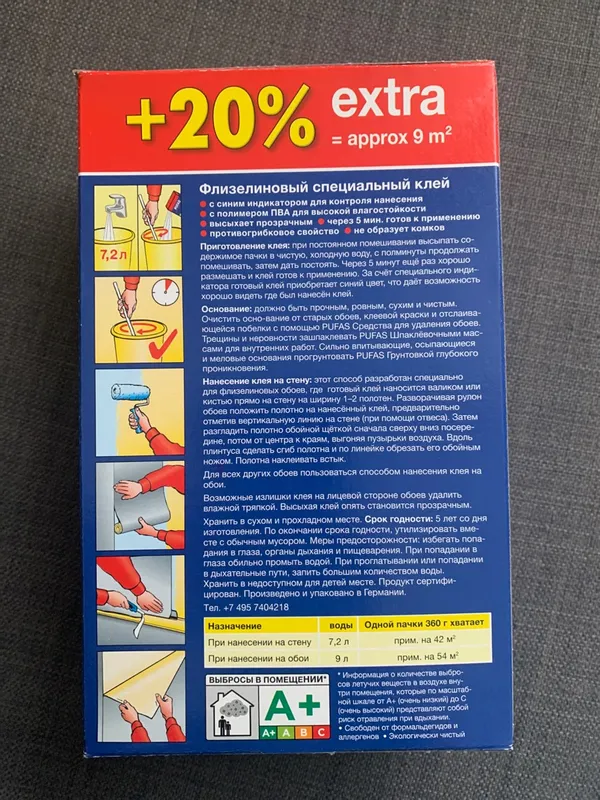 +20% extra
= approx 9 m²
Флизелиновый специальный клей
с синим индикатором для контроля нанесения
с полимером ПВА для высокой влагостойкости
высыхает прозрачным • через 5 мин. готов к применению
противогрибковое свойство • не образует комков
7,2 л
Приготовление клея: при постоянном помешивании высыпать со-
держимое пачки в чистую, холодную воду, с полминуты продолжать
помешивать, затем дать постоять. Через 5 минут ещё раз хорошо
размешать и клей готов к применению. За счёт специального инди-
катора готовый клей приобретает синий цвет, что даёт возможность
хорошо видеть где был нанесён клей.
Основание: должно быть прочным, ровным, сухим и чистым.
Очистить осно-вание от старых обоев, клеевой краски и отслаива-
ющейся побелки с помощью PUFAS Средства для удаления обоев.
Трещины и неровности зашпаклевать PUFAS Шпаклёвочными мас-
сами для внутренних работ. Сильно впитывающие, осыпающиеся
и меловые основания прогрунтовать PUFAS Грунтовкой глубокого
проникновения.
Нанесение клея на стену: этот способ разработан специально
для флизелиновых обоев, где готовый клей наносится валиком или
кистью прямо на стену на ширину 1–2 полотен. Разворачивая рулон
обоев положить полотно на нанесённый клей, предварительно
отметив вертикальную линию на стене (при помощи отвеса). Затем
разгладить полотно обойной щёткой сначала сверху вниз посере-
дине, потом от центра к краям, выгоняя пузырьки воздуха. Вдоль
плинтуса сделать сгиб полотна и по линейке обрезать его обойным
ножом. Полотна наклеивать встык.
Для всех других обоев пользоваться способом нанесения клея на
обои.
Возможные излишки клея на лицевой стороне обоев удалить
влажной тряпкой. Высыхая клей опять становится прозрачным.
Хранить в сухом и прохладном месте. Срок годности: 5 лет со дня
изготовления. По окончании срока годности, утилизировать вмес-
те с обычным мусором. Меры предосторожности: избегать попа-
дания в глаза, органы дыхания и пищеварения. При попадании в
глаза обильно промыть водой. При проглатывании или попадании
в дыхательные пути, запить большим количеством воды.
Хранить в недоступном для детей месте. Продукт сертифи-
цирован. Произведено и упаковано в Германии.
Тел. +7 495 7404218
Назначение воды Одной пачки 360 г хватает
При нанесении на стену 7,2 л прим. на 42 м²
При нанесении на обои 9 л прим. на 54 м²
ВЫБРОСЫ В ПОМЕЩЕНИИ*
A+
A+ A B C
* Информация о количестве выбро-
сов летучих веществ в воздухе вну-
три помещения, которые по масштаб-
ной шкале от A+ (очень низкий) до C
(очень высокий) представляют собой
риск отравления при вдыхании.
• Свободен от формальдегидов и
аллергенов • Экологически чистый